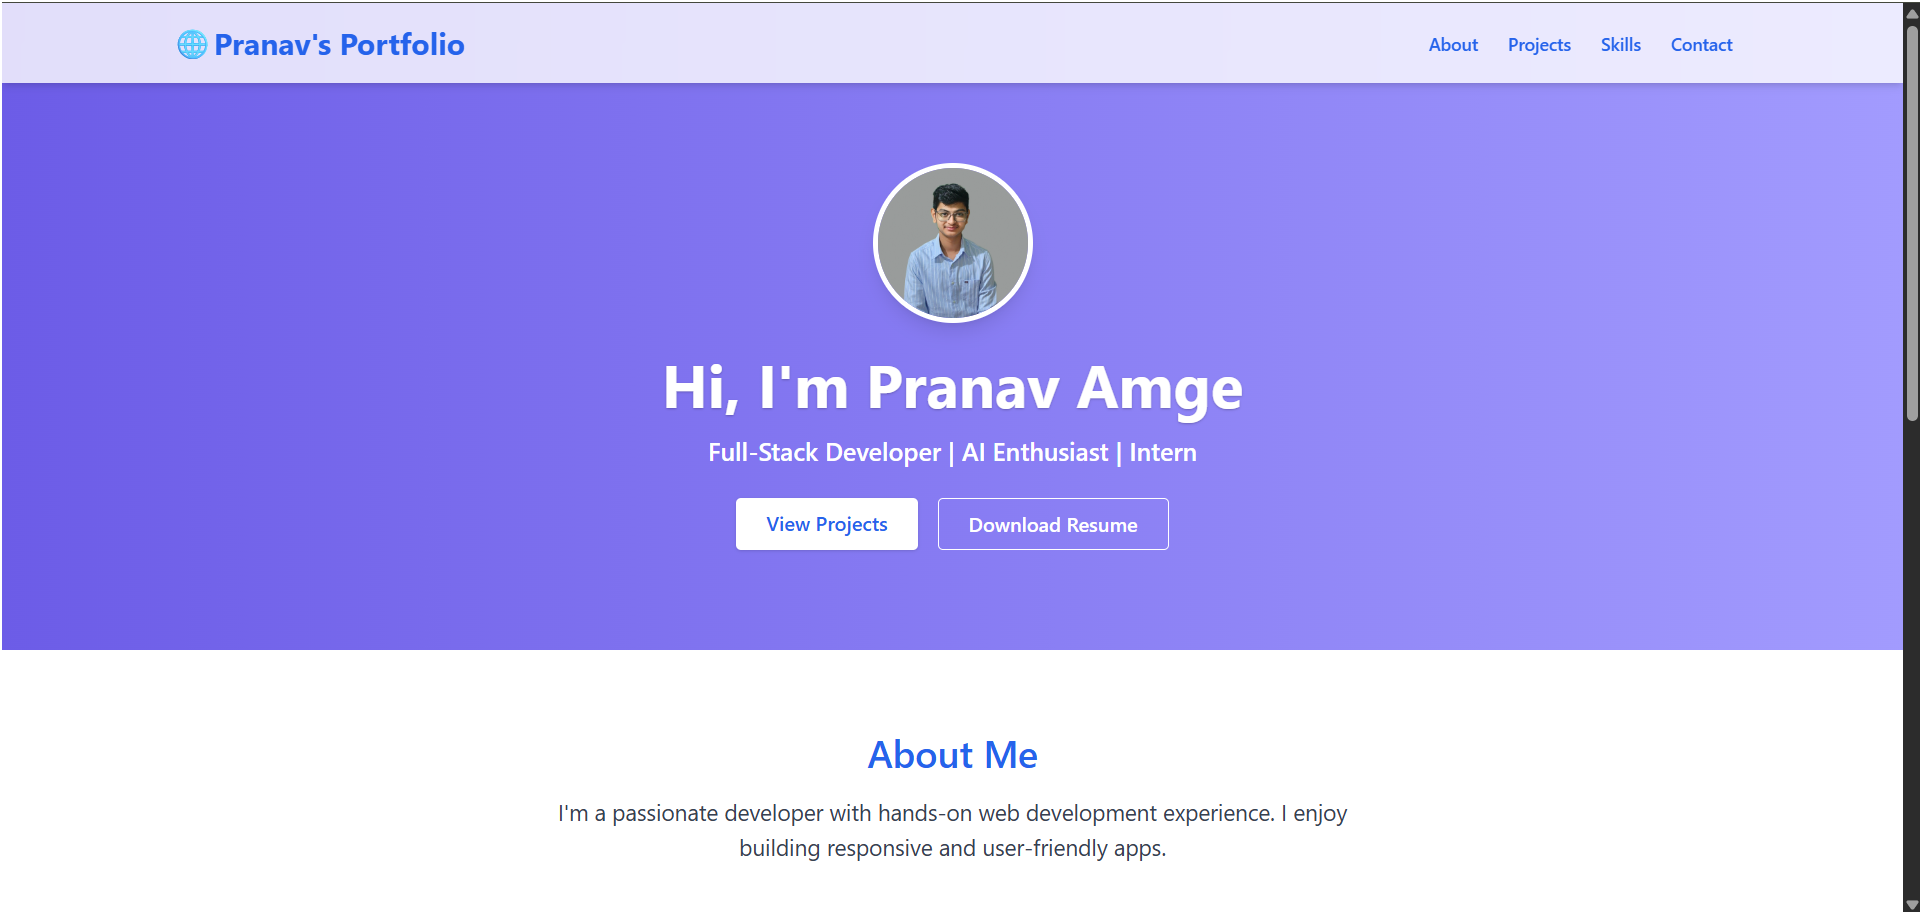 🌐 Pranav's Portfolio
About Projects Skills Contact
Hi, I'm Pranav Amge
Full-Stack Developer | AI Enthusiast | Intern
View Projects
Download Resume
About Me
I'm a passionate developer with hands-on web development experience. I enjoy
building responsive and user-friendly apps.